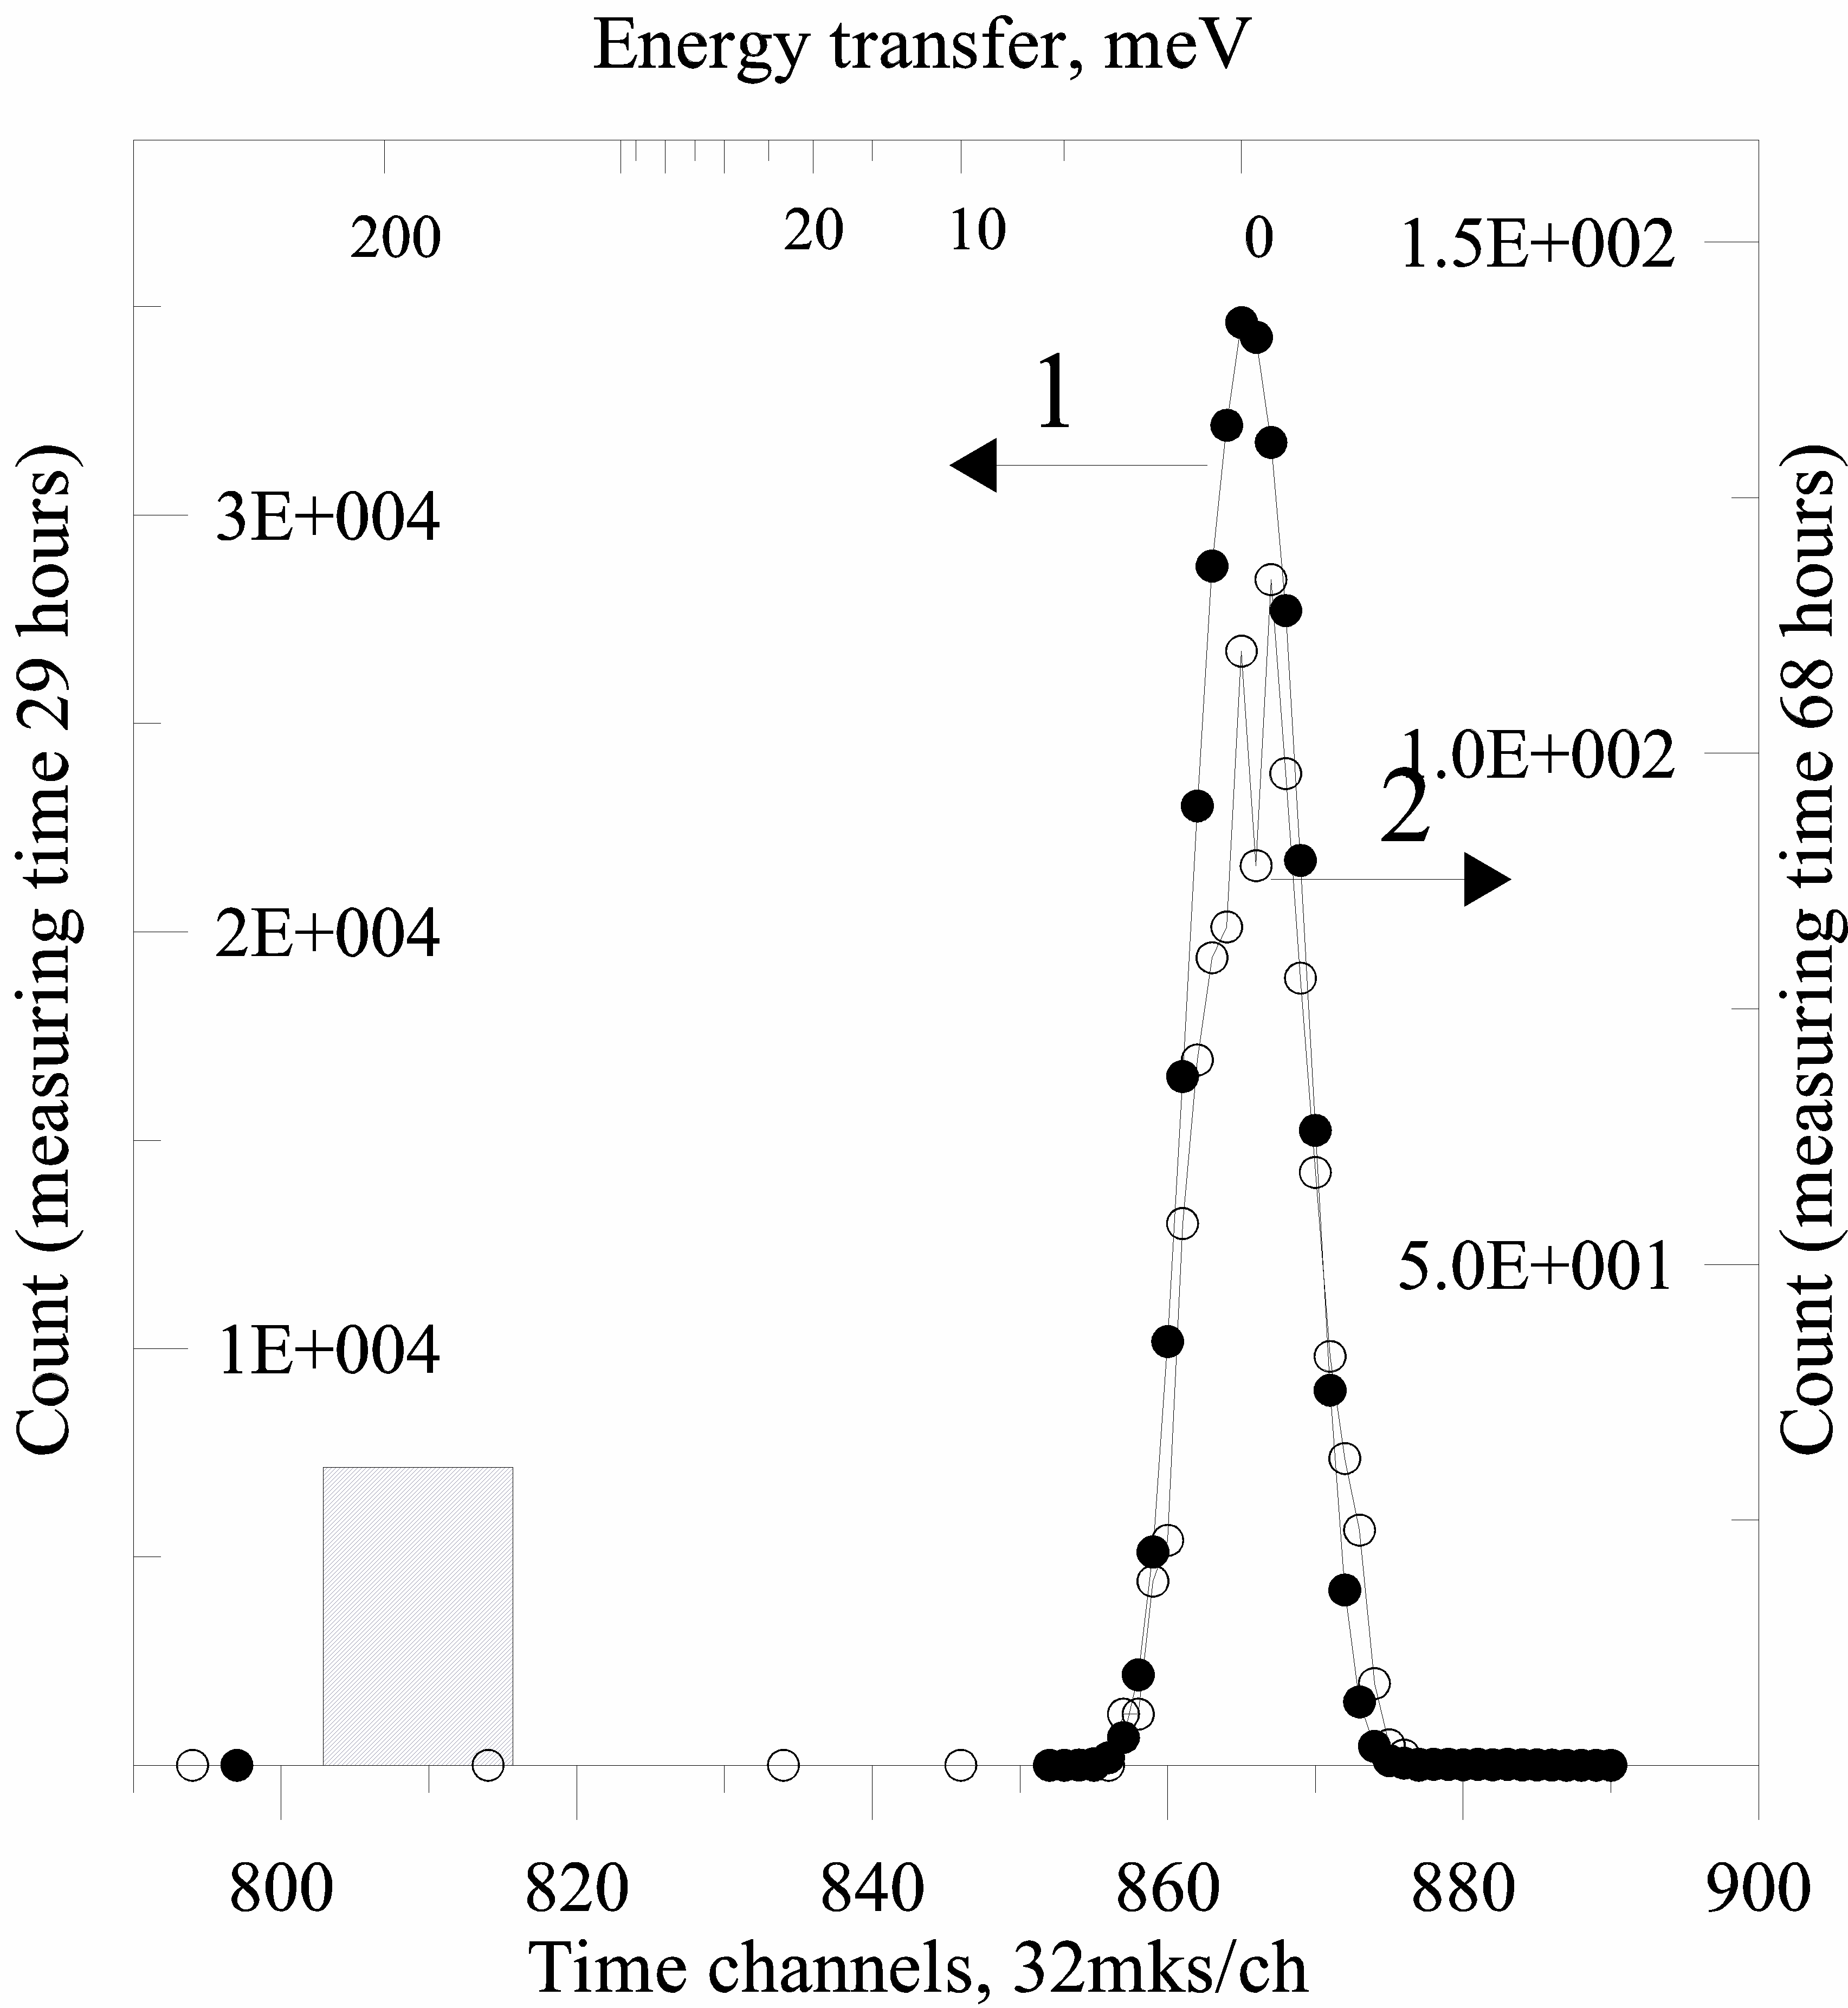 Energy transfer, meV
200 20 10 0
1.5E+002
1
3E+004
1.0E+002
2
2E+004
5.0E+001
1E+004
Count (measuring time 29 hours)
Count (measuring time 68 hours)
800 820 840 860 880 900
Time channels, 32mks/ch